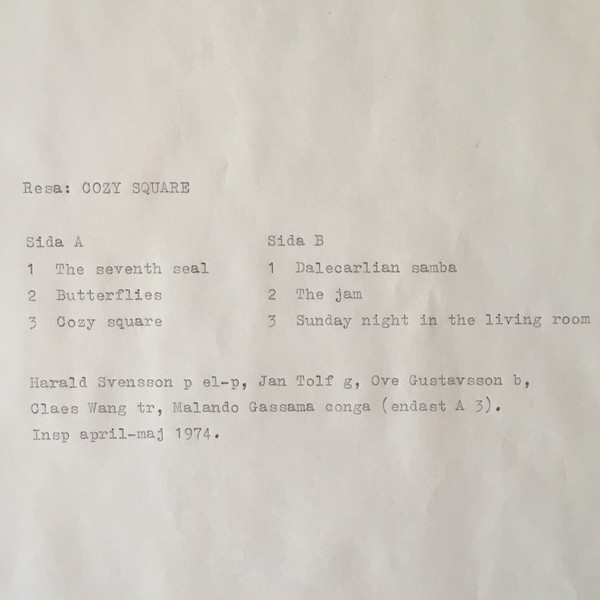 Resa: COZY SQUARE
Sida A
1 The seventh seal
2 Butterflies
3 Cozy square
Sida B
1 Dalecarlian samba
2 The jam
3 Sunday night in the living room
Harald Svensson p el-p, Jan Tolf g, Ove Gustavsson b,
Claes Wang tr, Malando Gassama conga (endast A 3).
Insp april-maj 1974.